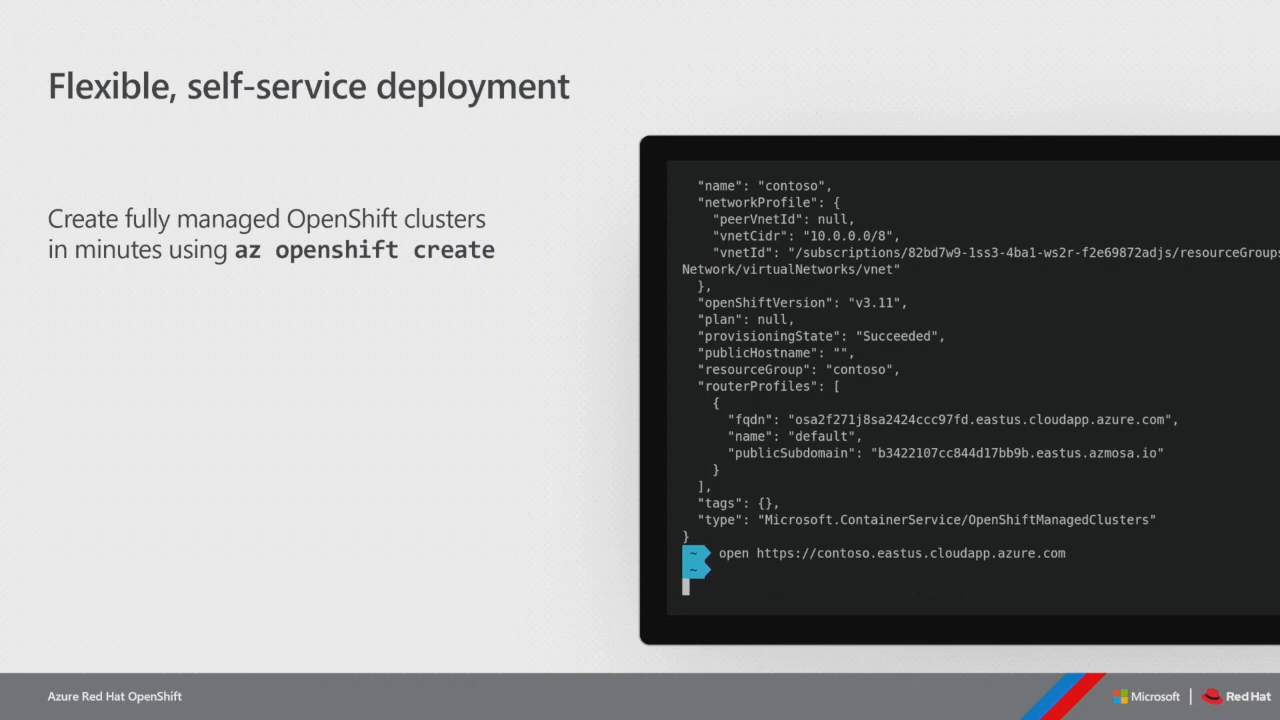 Flexible, self-service deployment
Create fully managed OpenShift clusters
in minutes using az openshift create
"name": "contoso",
"networkProfile": {
"peerVnetId": null,
"vnetCidr": "10.0.0.0/8",
"vnetId": "/subscriptions/82bd7w9-1ss3-4ba1-ws2r-f2e69872adjs/resourceGroups
Network/virtualNetworks/vnet"
},
"openShiftVersion": "v3.11",
"plan": null,
"provisioningState": "Succeeded",
"publicHostname": "",
"resourceGroup": "contoso",
"routerProfiles": [
{
"fqdn": "osa2f271j8sa2424ccc97fd.eastus.cloudapp.azure.com",
"name": "default",
"publicSubdomain": "b3422107cc844d17bb9b.eastus.azmosa.io"
}
],
"tags": {},
"type": "Microsoft.ContainerService/OpenShiftManagedClusters"
}
~ open https://contoso.eastus.cloudapp.azure.com
~
Azure Red Hat OpenShift
Microsoft | Red Hat